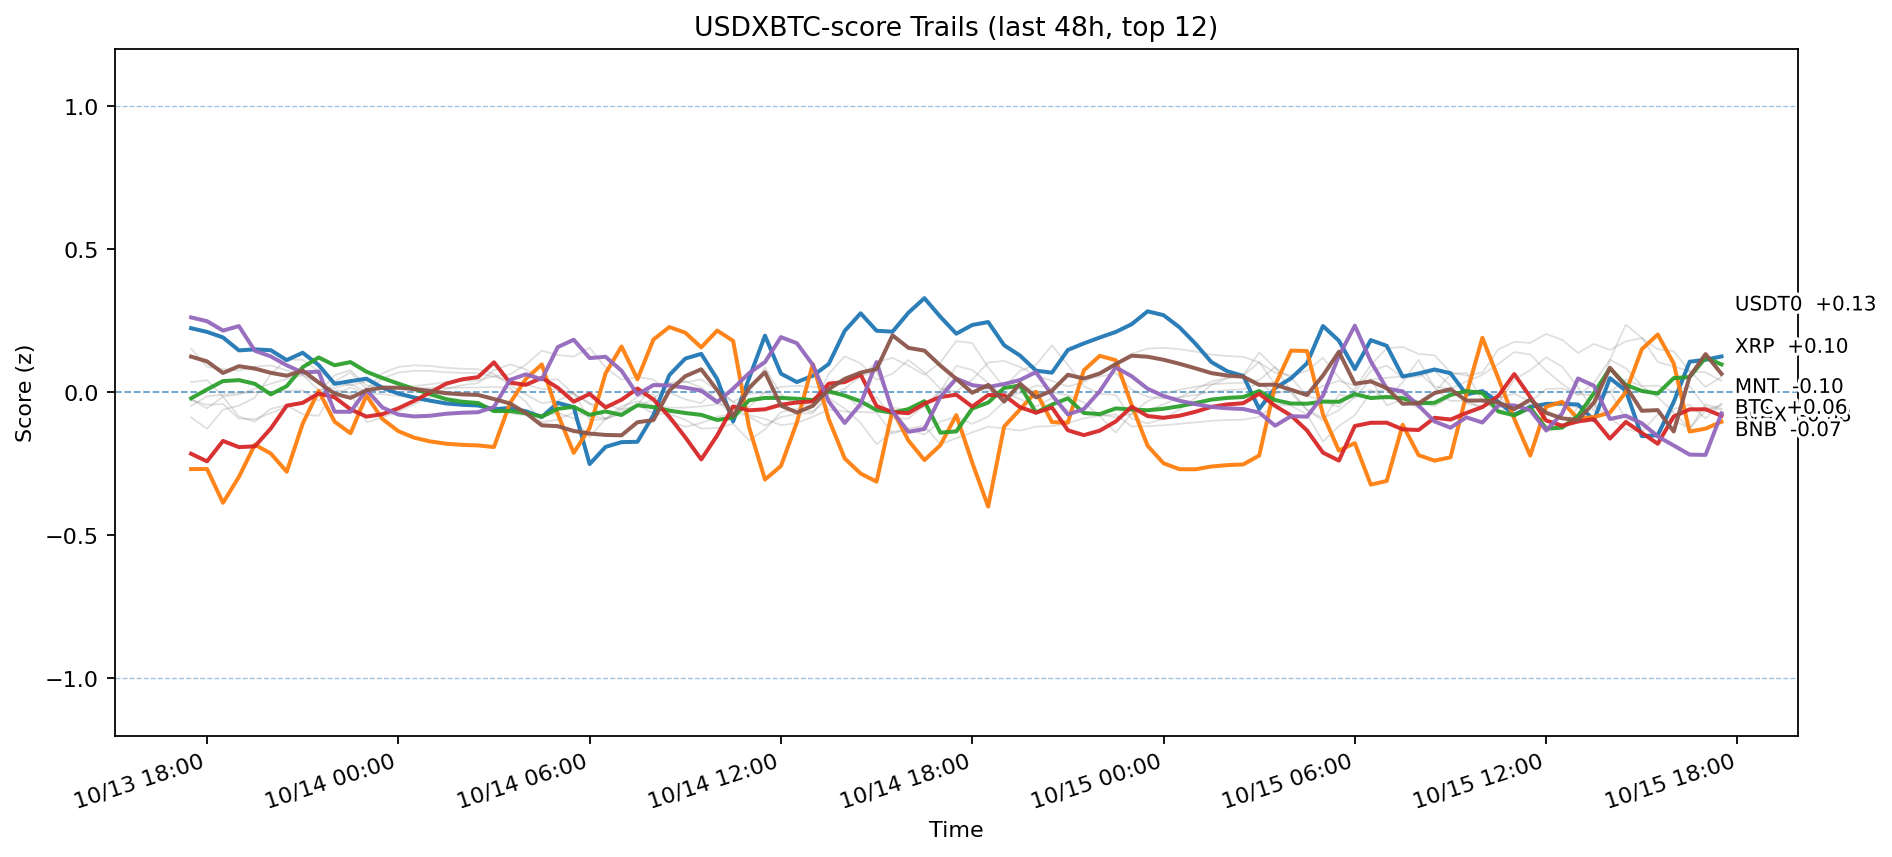 USDXBTC-score Trails (last 48h, top 12)
Score (z)
1.0
0.5
0.0
−0.5
−1.0
USDT0 +0.13
XRP +0.10
MNT -0.10
BTC +0.06
BNB -0.07
10/13 18:00
10/14 00:00
10/14 06:00
10/14 12:00
10/14 18:00
10/15 00:00
10/15 06:00
10/15 12:00
10/15 18:00
Time